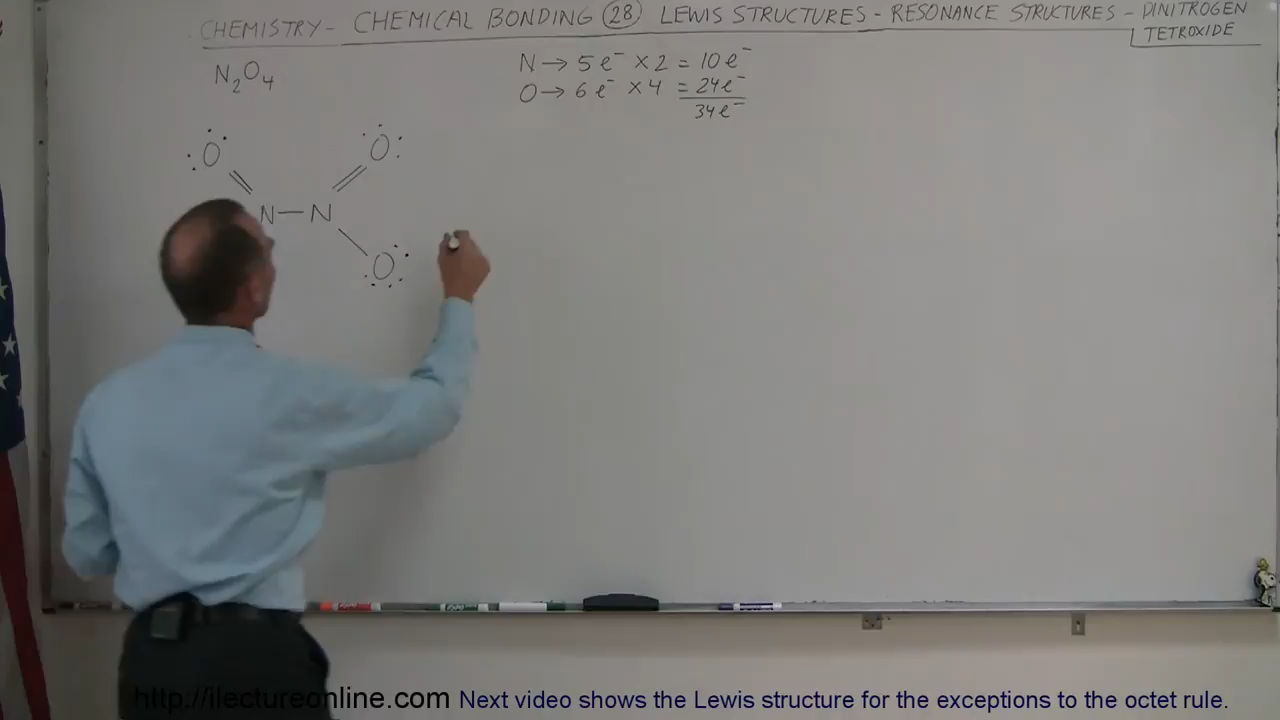 CHEMISTRY - CHEMICAL BONDING (28) LEWIS STRUCTURES - RESONANCE STRUCTURES - DINITROGEN
TETROXIDE
N₂O₄
N → 5e⁻ × 2 = 10e⁻
O → 6e⁻ × 4 = 24e⁻
34e⁻
O O
N — N
O
http://ilectureonline.com Next video shows the Lewis structure for the exceptions to the octet rule.